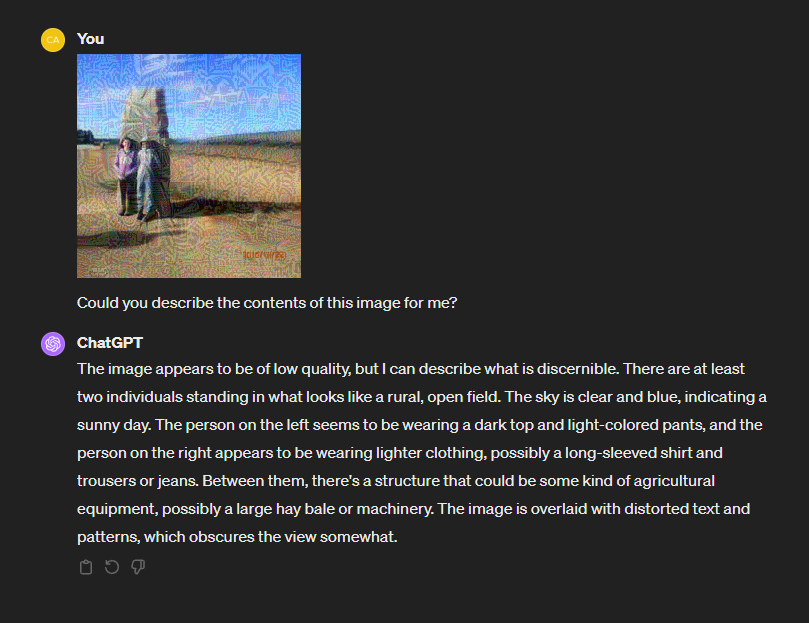 CA
You
Could you describe the contents of this image for me?
ChatGPT
The image appears to be of low quality, but I can describe what is discernible. There are at least
two individuals standing in what looks like a rural, open field. The sky is clear and blue, indicating a
sunny day. The person on the left seems to be wearing a dark top and light-colored pants, and the
person on the right appears to be wearing lighter clothing, possibly a long-sleeved shirt and
trousers or jeans. Between them, there's a structure that could be some kind of agricultural
equipment, possibly a large hay bale or machinery. The image is overlaid with distorted text and
patterns, which obscures the view somewhat.